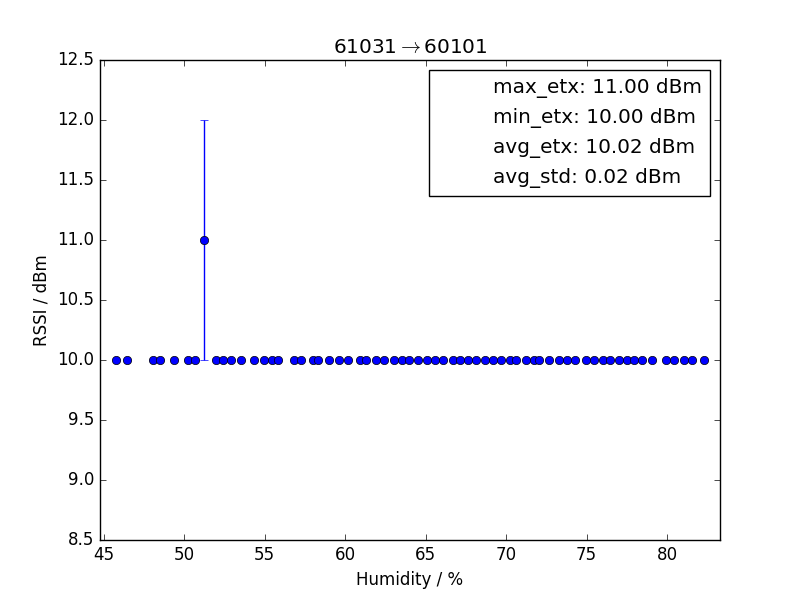 61031→60101
12.5
12.0
11.5
11.0
10.5
10.0
9.5
9.0
8.5
RSSI / dBm
max_etx: 11.00 dBm
min_etx: 10.00 dBm
avg_etx: 10.02 dBm
avg_std: 0.02 dBm
45 50 55 60 65 70 75 80
Humidity / %